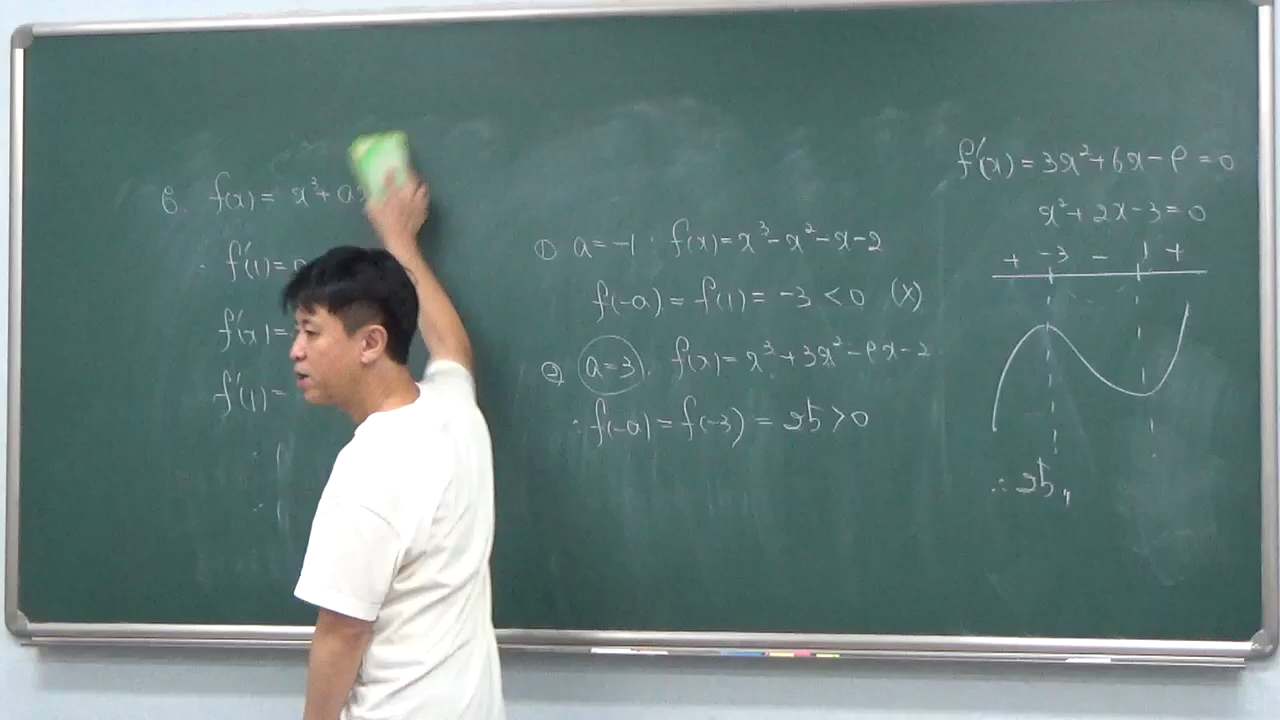 6. f(x) = x³ + a
f'(1) =
f'(x) =
f'(1) =
① a = -1 : f(x) = x³ - x² - x - 2
f(-a) = f(1) = -3 < 0 (x)
② a = 3 . f(x) = x³ + 3x² - 9x - 2
∴ f(-a) = f(-3) = 25 > 0
f'(x) = 3x² + 6x - 9 = 0
x² + 2x - 3 = 0
+ -3 - 1 +
∴ 25 〃